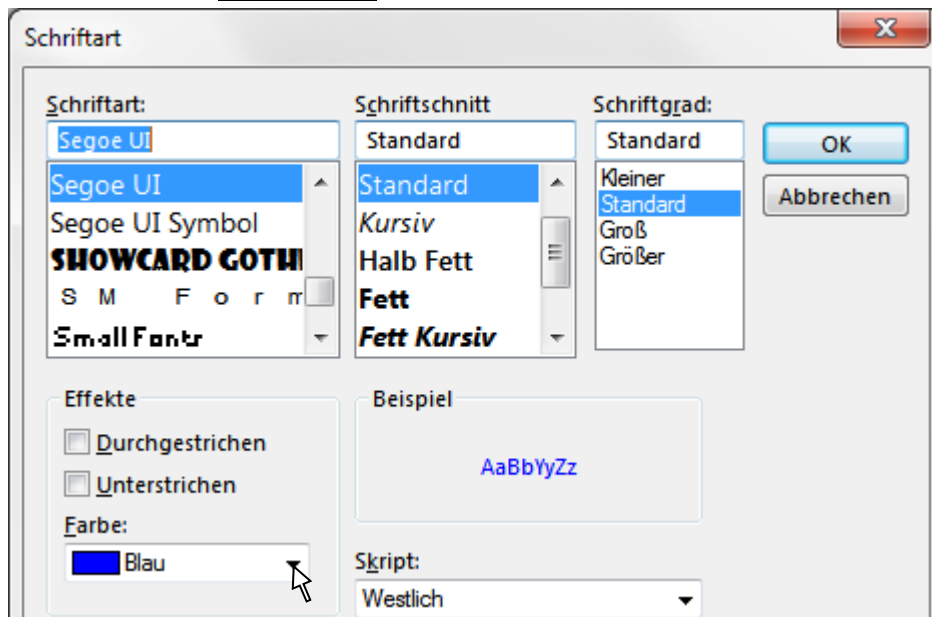 Schriftart
Schriftart: Schriftschnitt Schriftgrad:
Segoe UI Standard Standard OK
Segoe UI Standard Kleiner Abbrechen
Segoe UI Symbol Kursiv Standard
SHOWCARD GOTHI Halb Fett Groß
S M F o r m Fett Größer
Small Fonts Fett Kursiv
Effekte Beispiel
Durchgestrichen
AaBbYyZz
Unterstrichen
Farbe:
Blau Skript:
Westlich